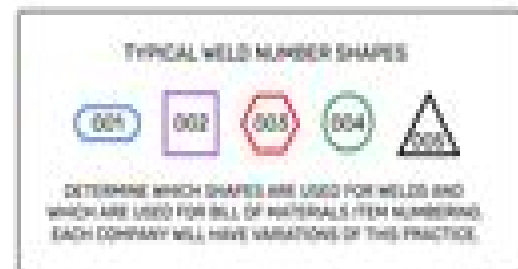 TYPICAL WELD NUMBER SHAPES
001 002 003 004 005
DETERMINE WHICH SHAPES ARE USED FOR WELDS AND
WHICH ARE USED FOR BILL OF MATERIALS ITEM NUMBERING.
EACH COMPANY WILL HAVE VARIATIONS OF THIS PRACTICE.